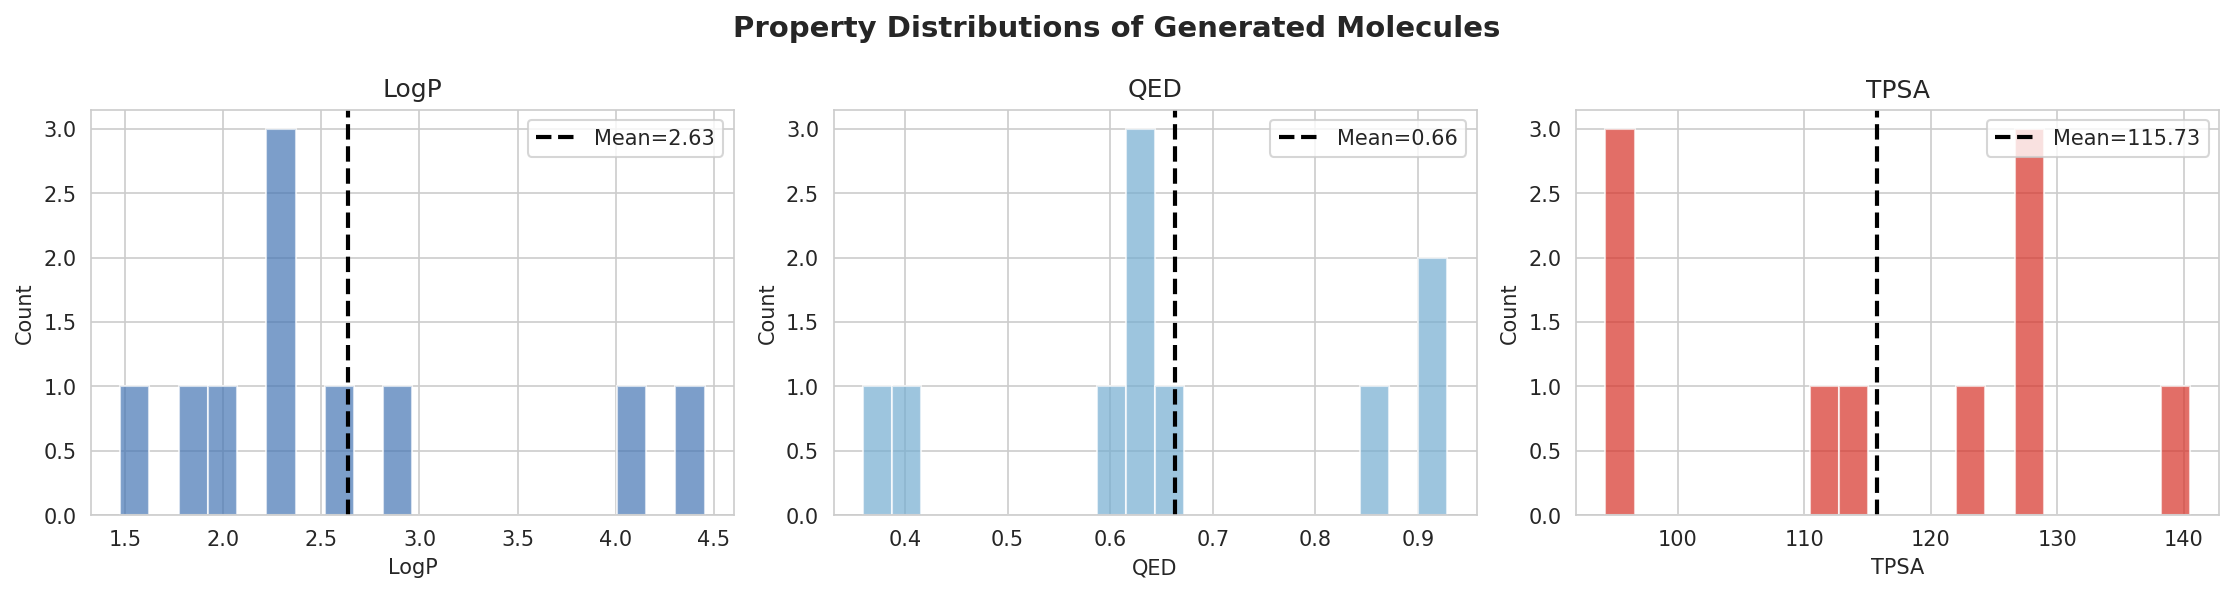 Property Distributions of Generated Molecules
LogP
3.0
2.5
2.0
1.5
1.0
0.5
0.0
Count
Mean=2.63
1.5 2.0 2.5 3.0 3.5 4.0 4.5
LogP
QED
3.0
2.5
2.0
1.5
1.0
0.5
0.0
Count
Mean=0.66
0.4 0.5 0.6 0.7 0.8 0.9
QED
TPSA
3.0
2.5
2.0
1.5
1.0
0.5
0.0
Count
Mean=115.73
100 110 120 130 140
TPSA